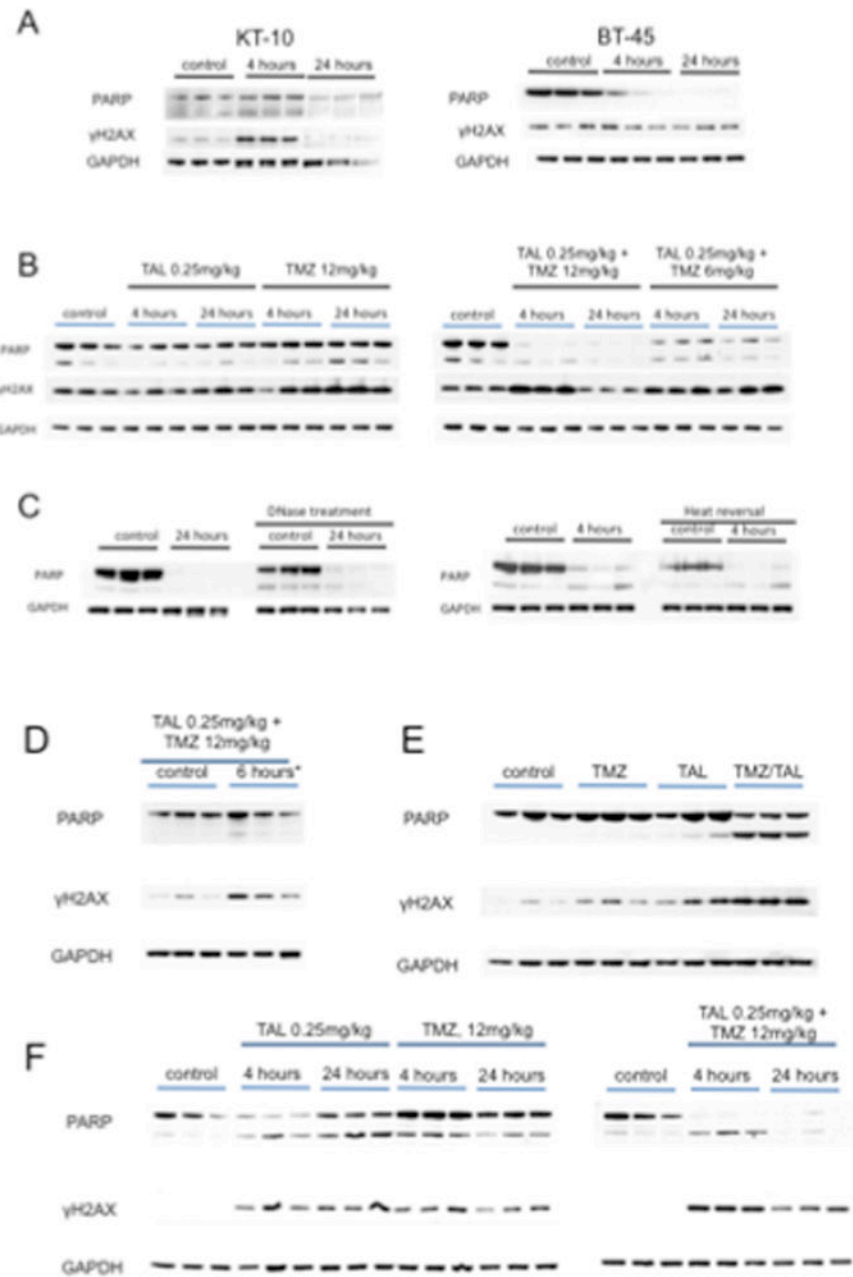 A
KT-10
BT-45
control 4 hours 24 hours
control 4 hours 24 hours
PARP
PARP
γH2AX
γH2AX
GAPDH
GAPDH
B
TAL 0.25mg/kg TMZ 12mg/kg
TAL 0.25mg/kg +
TMZ 12mg/kg
TAL 0.25mg/kg +
TMZ 6mg/kg
control 4 hours 24 hours 4 hours 24 hours
control 4 hours 24 hours 4 hours 24 hours
PARP
γH2AX
GAPDH
C
DNase treatment
control 24 hours control 24 hours
Heat reversal
control 4 hours control 4 hours
PARP
PARP
GAPDH
GAPDH
D
TAL 0.25mg/kg +
TMZ 12mg/kg
control 6 hours*
PARP
γH2AX
GAPDH
E
control TMZ TAL TMZ/TAL
PARP
γH2AX
GAPDH
F
TAL 0.25mg/kg TMZ, 12mg/kg
TAL 0.25mg/kg +
TMZ 12mg/kg
control 4 hours 24 hours 4 hours 24 hours
control 4 hours 24 hours
PARP
γH2AX
GAPDH